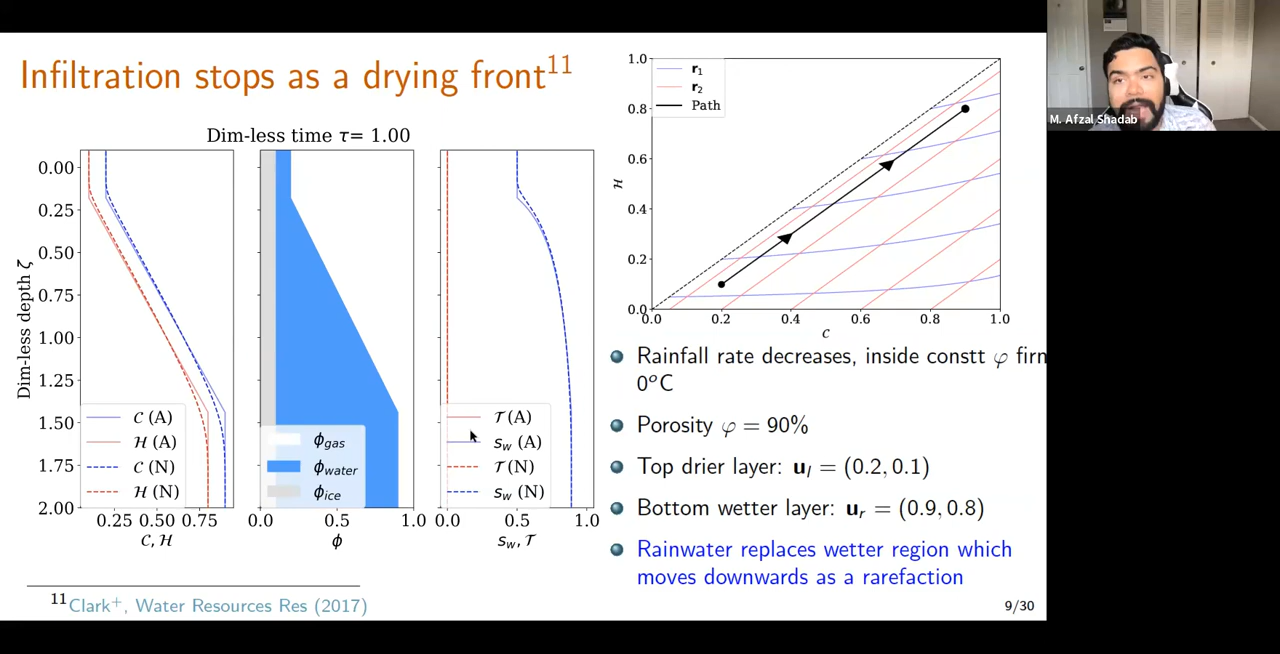 Infiltration stops as a drying front11
Dim-less time τ= 1.00
Dim-less depth ζ
0.00
0.25
0.50
0.75
1.00
1.25
1.50
1.75
2.00
C (A)
H (A)
C (N)
H (N)
0.25 0.50 0.75
C, H
ϕgas
ϕwater
ϕice
0.0 0.5 1.0
ϕ
T (A)
sw (A)
T (N)
sw (N)
0.0 0.5 1.0
sw, T
11Clark+, Water Resources Res (2017)
r1
r2
Path
H
1.0
0.8
0.6
0.4
0.2
0.0
0.0 0.2 0.4 0.6 0.8 1.0
C
Rainfall rate decreases, inside constt φ firn
0oC
Porosity φ = 90%
Top drier layer: ul = (0.2, 0.1)
Bottom wetter layer: ur = (0.9, 0.8)
Rainwater replaces wetter region which
moves downwards as a rarefaction
9/30
M. Afzal Shadab